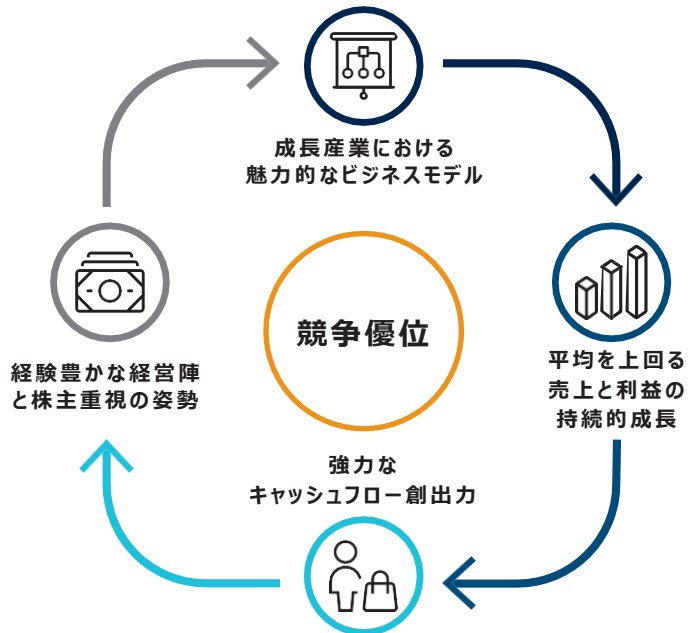 成長産業における
魅力的なビジネスモデル
競争優位
経験豊かな経営陣
と株主重視の姿勢
平均を上回る
売上と利益の
持続的成長
強力な
キャッシュフロー創出力